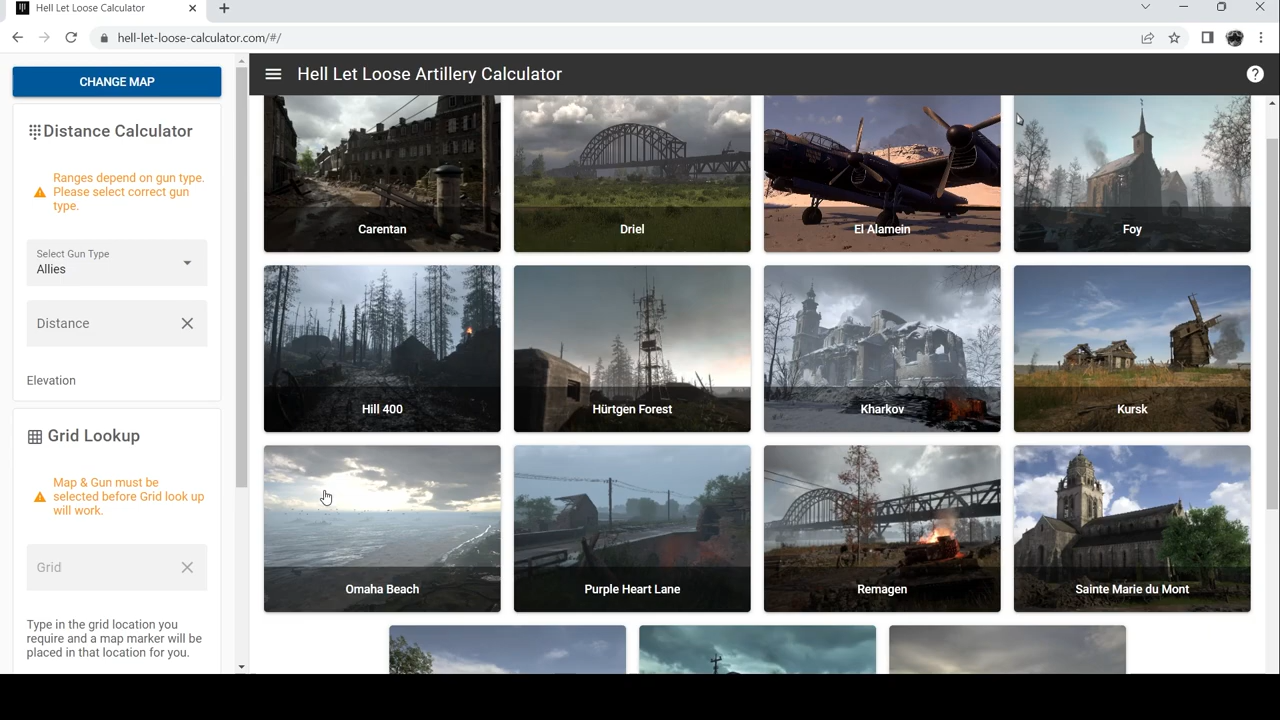 Hell Let Loose Calculator
hell-let-loose-calculator.com/#/
CHANGE MAP
Hell Let Loose Artillery Calculator
Distance Calculator
Ranges depend on gun type.
Please select correct gun
type.
Select Gun Type
Allies
Distance
Elevation
Grid Lookup
Map & Gun must be
selected before Grid look up
will work.
Grid
Type in the grid location you
require and a map marker will be
placed in that location for you.
Carentan
Driel
El Alamein
Foy
Hill 400
Hürtgen Forest
Kharkov
Kursk
Omaha Beach
Purple Heart Lane
Remagen
Sainte Marie du Mont